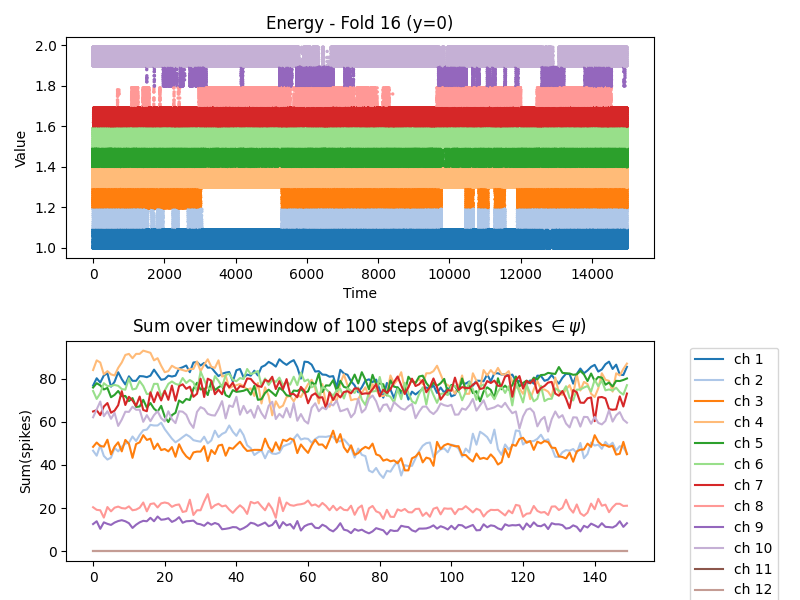 Energy - Fold 16 (y=0)
Value
2.0
1.8
1.6
1.4
1.2
1.0
0 2000 4000 6000 8000 10000 12000 14000
Time
Sum over timewindow of 100 steps of avg(spikes ∈ ψ)
Sum(spikes)
80
60
40
20
0
0 20 40 60 80 100 120 140
ch 1
ch 2
ch 3
ch 4
ch 5
ch 6
ch 7
ch 8
ch 9
ch 10
ch 11
ch 12